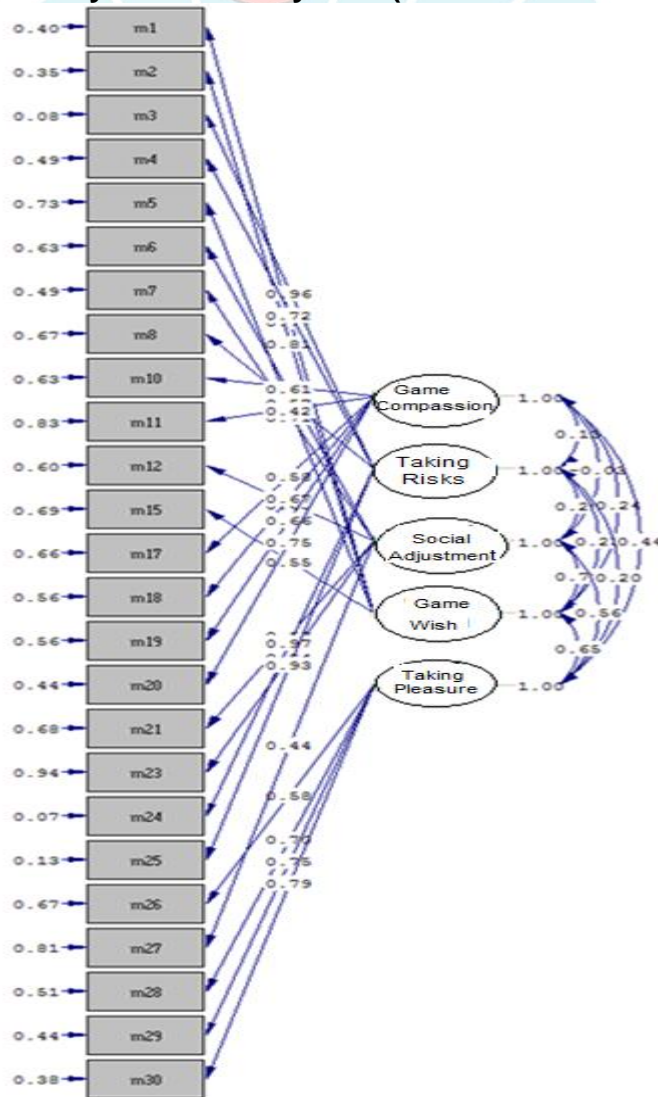 0.40 m1
0.35 m2
0.08 m3
0.49 m4
0.73 m5
0.63 m6
0.49 m7
0.67 m8
0.63 m10
0.83 m11
0.60 m12
0.69 m15
0.66 m17
0.56 m18
0.56 m19
0.44 m20
0.68 m21
0.94 m23
0.07 m24
0.13 m25
0.67 m26
0.81 m27
0.51 m28
0.44 m29
0.38 m30
0.96
0.72
0.61
0.42
0.75
0.55
0.97
0.93
0.44
0.58
0.70
0.75
0.79
Game
Compassion
1.00
Taking
Risks
1.00
Social
Adjustment
1.00
Game
Wish
1.00
Taking
Pleasure
1.00
0.13
0.24
0.44
0.20
0.56
0.65